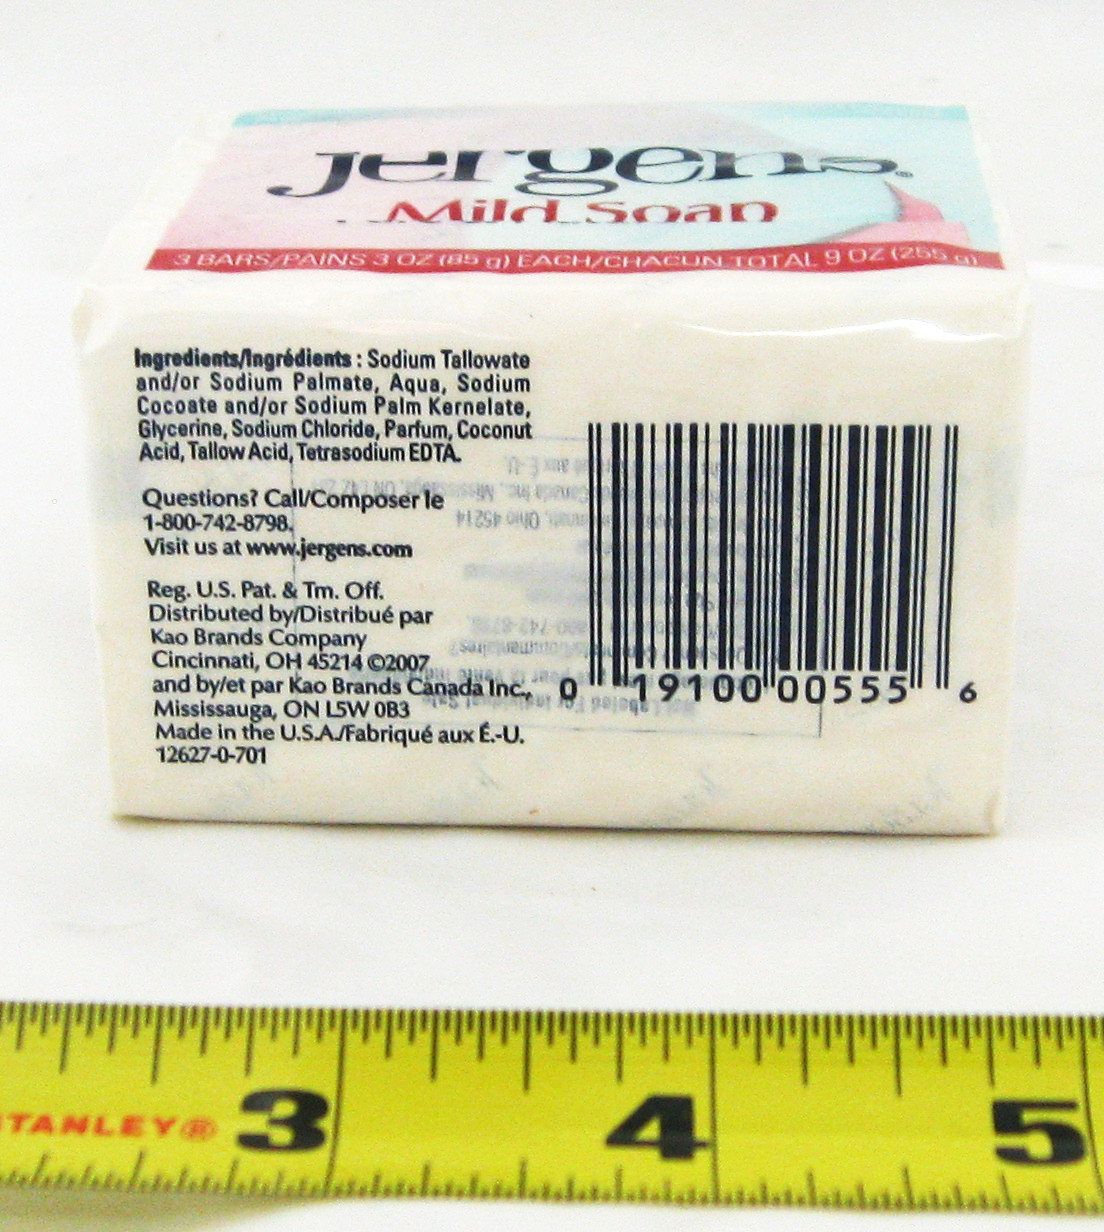 Jergens®
Mild Soap
3 BARS/PAINS 3 OZ (85 g) EACH/CHACUN TOTAL 9 OZ (255 g)
Ingredients/Ingrédients : Sodium Tallowate
and/or Sodium Palmate, Aqua, Sodium
Cocoate and/or Sodium Palm Kernelate,
Glycerine, Sodium Chloride, Parfum, Coconut
Acid, Tallow Acid, Tetrasodium EDTA.
Questions? Call/Composer le
1-800-742-8798.
Visit us at www.jergens.com
Reg. U.S. Pat. & Tm. Off.
Distributed by/Distribué par
Kao Brands Company
Cincinnati, OH 45214 ©2007
and by/et par Kao Brands Canada Inc.,
Mississauga, ON L5W 0B3
Made in the U.S.A./Fabriqué aux É.-U.
12627-0-701
0 19100 00555 6
STANLEY® 3 4 5